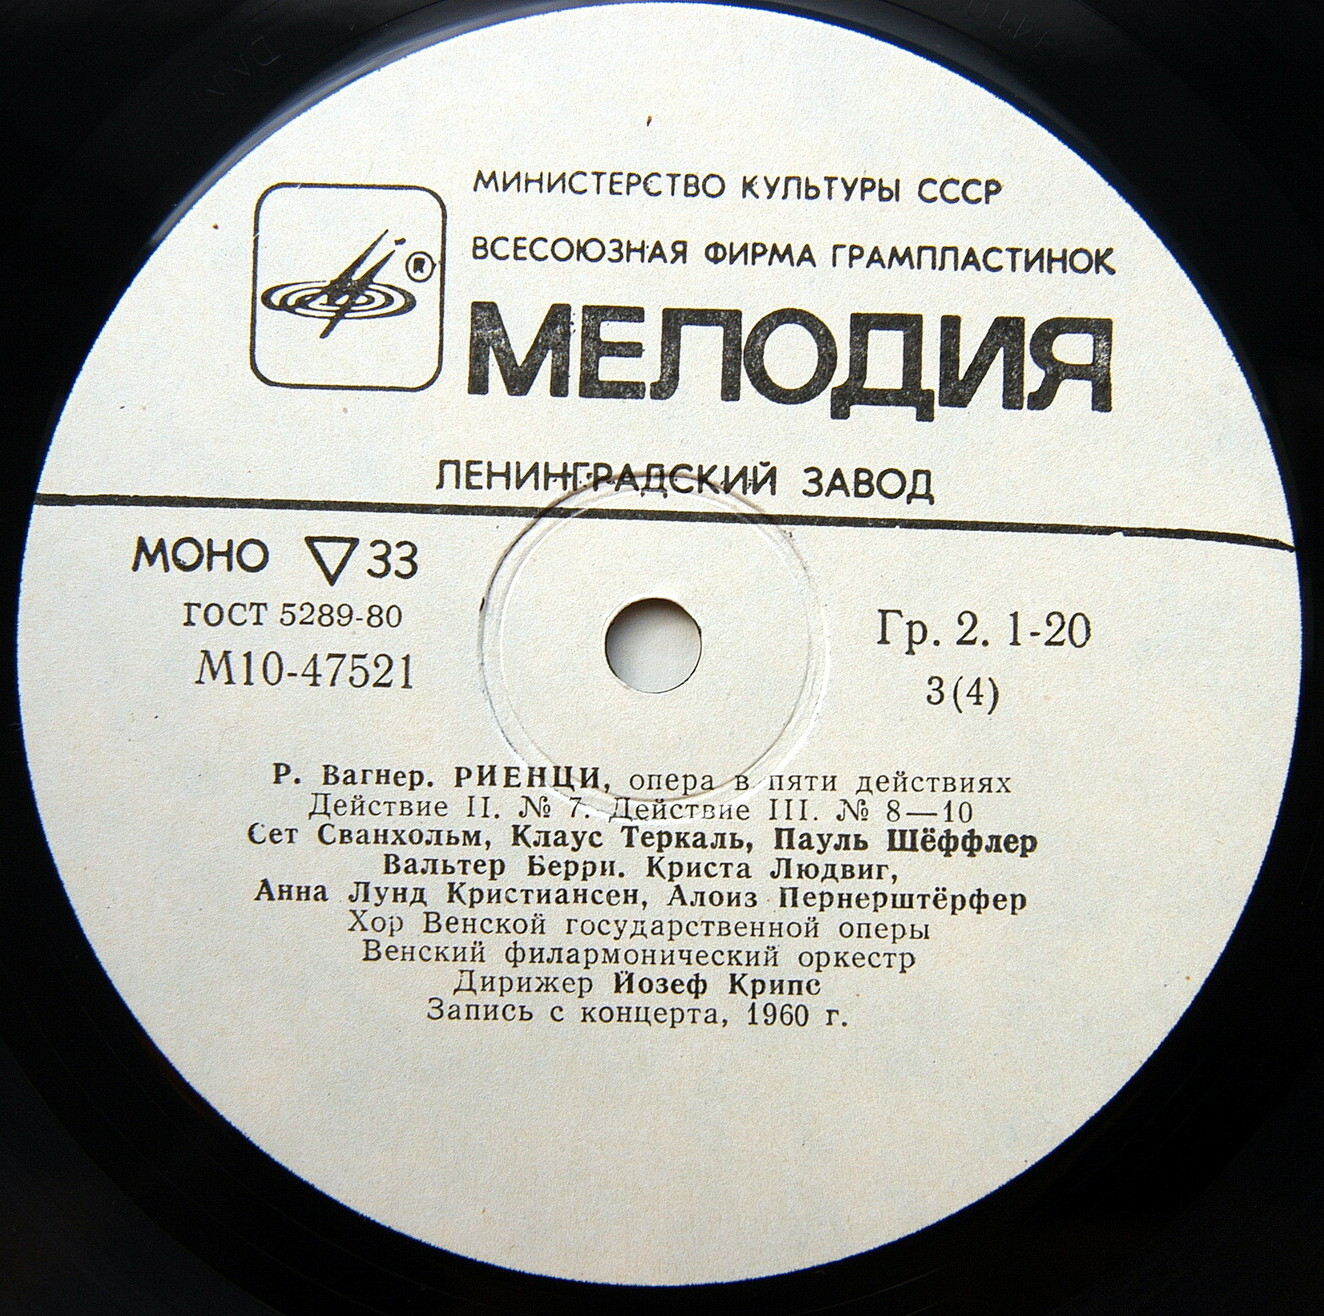 МИНИСТЕРСТВО КУЛЬТУРЫ СССР
ВСЕСОЮЗНАЯ ФИРМА ГРАМПЛАСТИНОК
®
МЕЛОДИЯ
ЛЕНИНГРАДСКИЙ ЗАВОД
МОНО ▽ 33
ГОСТ 5289-80
М10-47521
Гр. 2. 1-20
3(4)
Р. Вагнер. РИЕНЦИ, опера в пяти действиях
Действие II. № 7. Действие III. № 8—10
Сет Сванхольм, Клаус Теркаль, Пауль Шёффлер
Вальтер Берри. Криста Людвиг,
Анна Лунд Кристиансен, Алоиз Пернерштёрфер
Хор Венской государственной оперы
Венский филармонический оркестр
Дирижер Йозеф Крипс
Запись с концерта, 1960 г.